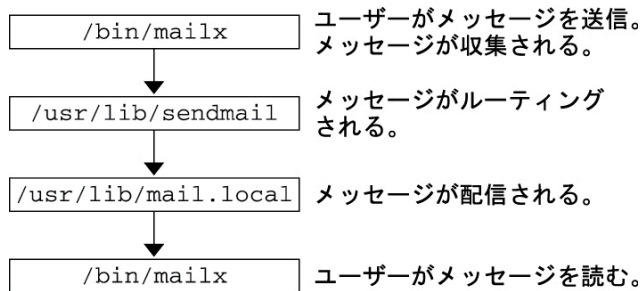 /bin/mailx
ユーザーがメッセージを送信。
メッセージが収集される。
/usr/lib/sendmail
メッセージがルーティング
される。
/usr/lib/mail.local
メッセージが配信される。
/bin/mailx
ユーザーがメッセージを読む。